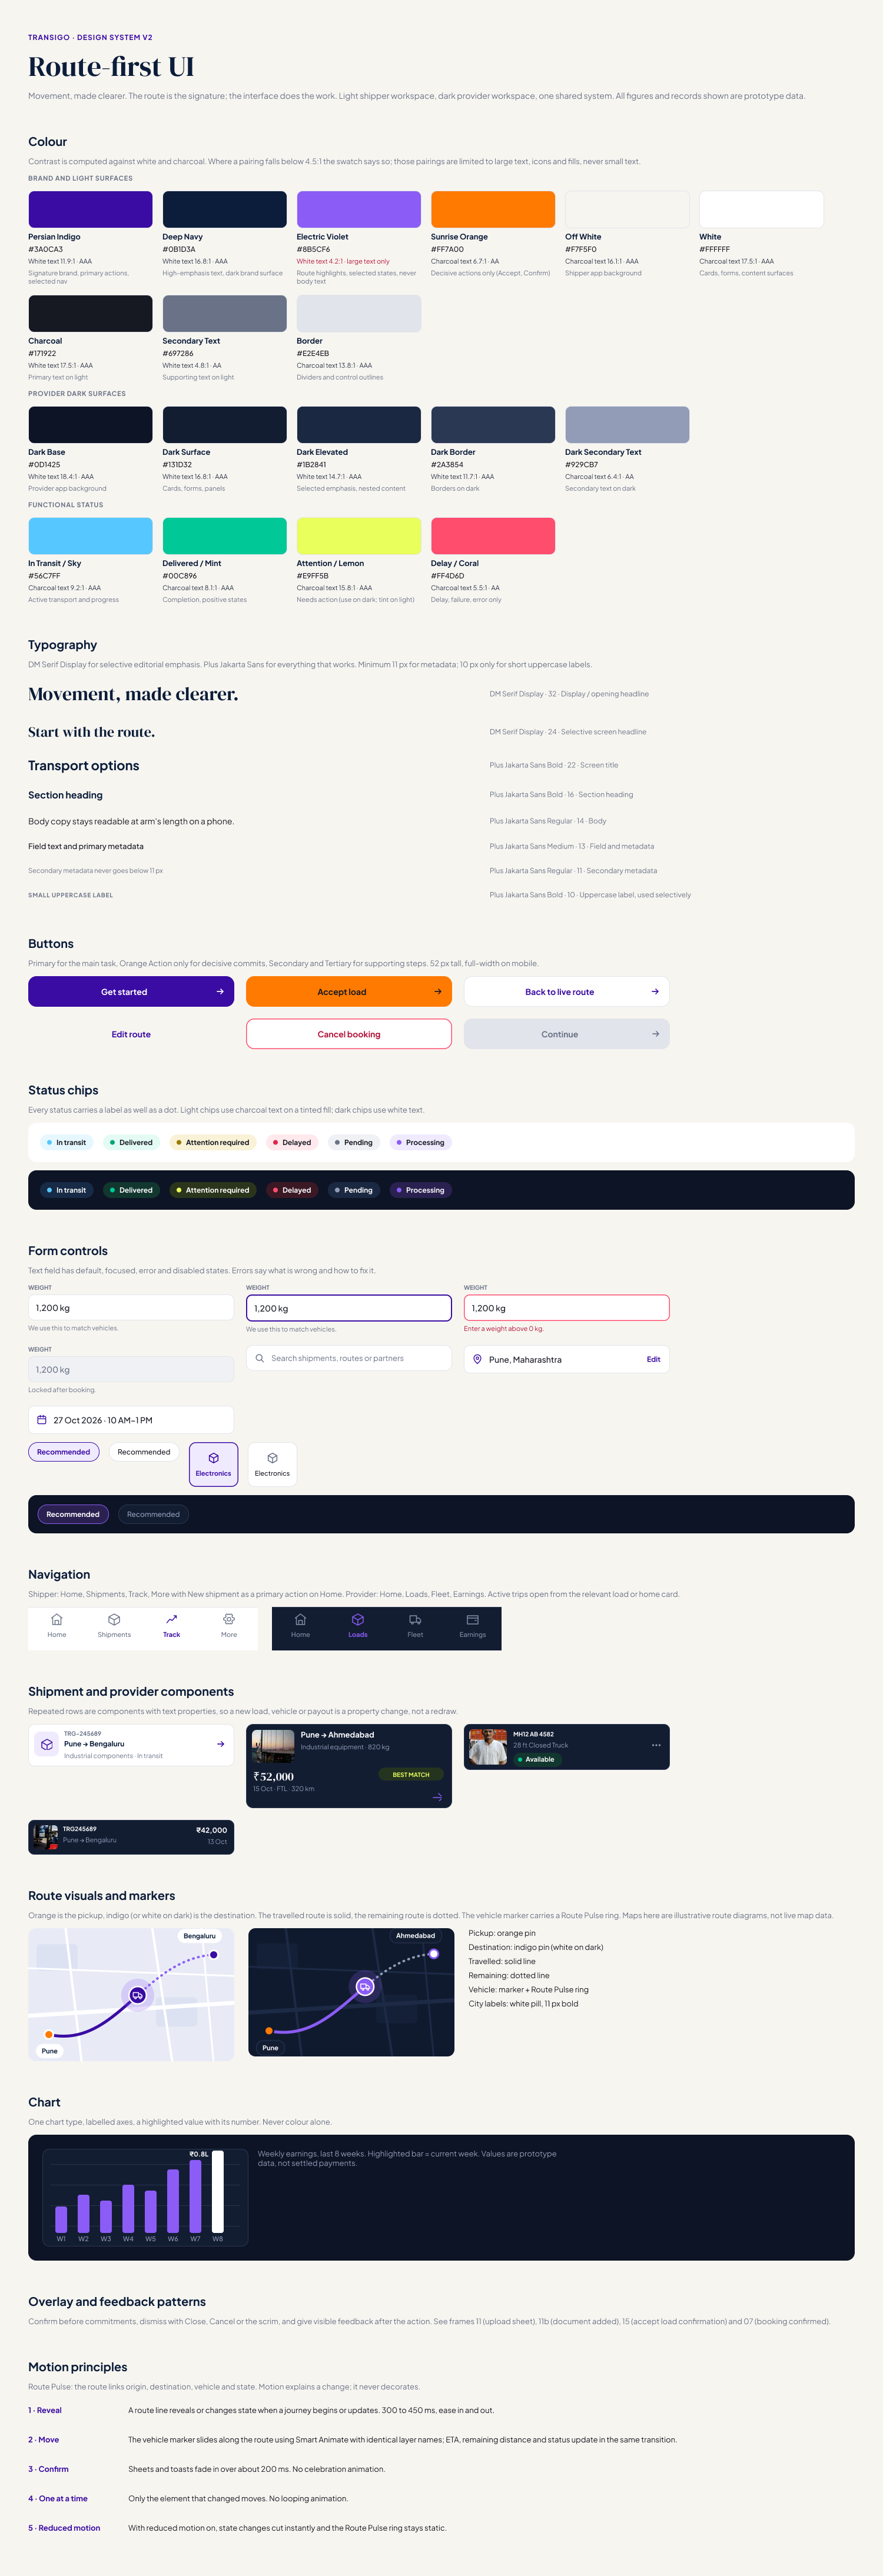 TRANSIGO · DESIGN SYSTEM V2
Route-first UI
Movement, made clearer. The route is the signature; the interface does the work. Light shipper workspace, dark provider workspace, one shared system. All figures and records shown are prototype data.
Colour
Contrast is computed against white and charcoal. Where a pairing falls below 4.5:1 the swatch says so; those pairings are limited to large text, icons and fills, never small text.
BRAND AND LIGHT SURFACES
Persian Indigo
#3A0CA3
White text 11.9:1 · AAA
Signature brand, primary actions,
selected nav
Deep Navy
#0B1D3A
White text 16.8:1 · AAA
High-emphasis text, dark brand surface
Electric Violet
#8B5CF6
White text 4.2:1 · large text only
Route highlights, selected states, never
body text
Sunrise Orange
#FF7A00
Charcoal text 6.7:1 · AA
Decisive actions only (Accept, Confirm)
Off White
#F7F5F0
Charcoal text 16.1:1 · AAA
Shipper app background
White
#FFFFFF
Charcoal text 17.5:1 · AAA
Cards, forms, content surfaces
Charcoal
#171922
White text 17.5:1 · AAA
Primary text on light
Secondary Text
#697286
White text 4.8:1 · AA
Supporting text on light
Border
#E2E4EB
Charcoal text 13.8:1 · AAA
Dividers and control outlines
PROVIDER DARK SURFACES
Dark Base
#0D1425
White text 18.4:1 · AAA
Provider app background
Dark Surface
#131D32
White text 16.8:1 · AAA
Cards, forms, panels
Dark Elevated
#1B2841
White text 14.7:1 · AAA
Selected emphasis, nested content
Dark Border
#2A3854
White text 11.7:1 · AAA
Borders on dark
Dark Secondary Text
#929CB7
Charcoal text 6.4:1 · AA
Secondary text on dark
FUNCTIONAL STATUS
In Transit / Sky
#56C7FF
Charcoal text 9.2:1 · AAA
Active transport and progress
Delivered / Mint
#00C896
Charcoal text 8.1:1 · AAA
Completion, positive states
Attention / Lemon
#E9FF5B
Charcoal text 15.8:1 · AAA
Needs action (use on dark; tint on light)
Delay / Coral
#FF4D6D
Charcoal text 5.5:1 · AA
Delay, failure, error only
Typography
DM Serif Display for selective editorial emphasis. Plus Jakarta Sans for everything that works. Minimum 11 px for metadata; 10 px only for short uppercase labels.
Movement, made clearer.
DM Serif Display · 32 · Display / opening headline
Start with the route.
DM Serif Display · 24 · Selective screen headline
Transport options
Plus Jakarta Sans Bold · 22 · Screen title
Section heading
Plus Jakarta Sans Bold · 16 · Section heading
Body copy stays readable at arm's length on a phone.
Plus Jakarta Sans Regular · 14 · Body
Field text and primary metadata
Plus Jakarta Sans Medium · 13 · Field and metadata
Secondary metadata never goes below 11 px
Plus Jakarta Sans Regular · 11 · Secondary metadata
SMALL UPPERCASE LABEL
Plus Jakarta Sans Bold · 10 · Uppercase label, used selectively
Buttons
Primary for the main task, Orange Action only for decisive commits, Secondary and Tertiary for supporting steps. 52 px tall, full-width on mobile.
Get started →
Accept load →
Back to live route →
Edit route
Cancel booking
Continue →
Status chips
Every status carries a label as well as a dot. Light chips use charcoal text on a tinted fill; dark chips use white text.
In transit
Delivered
Attention required
Delayed
Pending
Processing
In transit
Delivered
Attention required
Delayed
Pending
Processing
Form controls
Text field has default, focused, error and disabled states. Errors say what is wrong and how to fix it.
WEIGHT
1,200 kg
We use this to match vehicles.
WEIGHT
1,200 kg
We use this to match vehicles.
WEIGHT
1,200 kg
Enter a weight above 0 kg.
WEIGHT
1,200 kg
Locked after booking.
Search shipments, routes or partners
Pune, Maharashtra
Edit
27 Oct 2026 · 10 AM–1 PM
Recommended
Recommended
Electronics
Electronics
Recommended
Recommended
Navigation
Shipper: Home, Shipments, Track, More with New shipment as a primary action on Home. Provider: Home, Loads, Fleet, Earnings. Active trips open from the relevant load or home card.
Home
Shipments
Track
More
Home
Loads
Fleet
Earnings
Shipment and provider components
Repeated rows are components with text properties, so a new load, vehicle or payout is a property change, not a redraw.
TRG-245689
Pune → Bengaluru
Industrial components · In transit
Pune → Ahmedabad
Industrial equipment · 820 kg
₹52,000
BEST MATCH
15 Oct · FTL · 320 km
MH12 AB 4582
28 ft Closed Truck
Available
TRG245689
Pune → Bengaluru
₹42,000
13 Oct
Route visuals and markers
Orange is the pickup, indigo (or white on dark) is the destination. The travelled route is solid, the remaining route is dotted. The vehicle marker carries a Route Pulse ring. Maps here are illustrative route diagrams, not live map data.
Bengaluru
Pune
Ahmedabad
Pune
Pickup: orange pin
Destination: indigo pin (white on dark)
Travelled: solid line
Remaining: dotted line
Vehicle: marker + Route Pulse ring
City labels: white pill, 11 px bold
Chart
One chart type, labelled axes, a highlighted value with its number. Never colour alone.
₹0.8L
W1 W2 W3 W4 W5 W6 W7 W8
Weekly earnings, last 8 weeks. Highlighted bar = current week. Values are prototype
data, not settled payments.
Overlay and feedback patterns
Confirm before commitments, dismiss with Close, Cancel or the scrim, and give visible feedback after the action. See frames 11 (upload sheet), 11b (document added), 15 (accept load confirmation) and 07 (booking confirmed).
Motion principles
Route Pulse: the route links origin, destination, vehicle and state. Motion explains a change; it never decorates.
1 · Reveal
A route line reveals or changes state when a journey begins or updates. 300 to 450 ms, ease in and out.
2 · Move
The vehicle marker slides along the route using Smart Animate with identical layer names; ETA, remaining distance and status update in the same transition.
3 · Confirm
Sheets and toasts fade in over about 200 ms. No celebration animation.
4 · One at a time
Only the element that changed moves. No looping animation.
5 · Reduced motion
With reduced motion on, state changes cut instantly and the Route Pulse ring stays static.